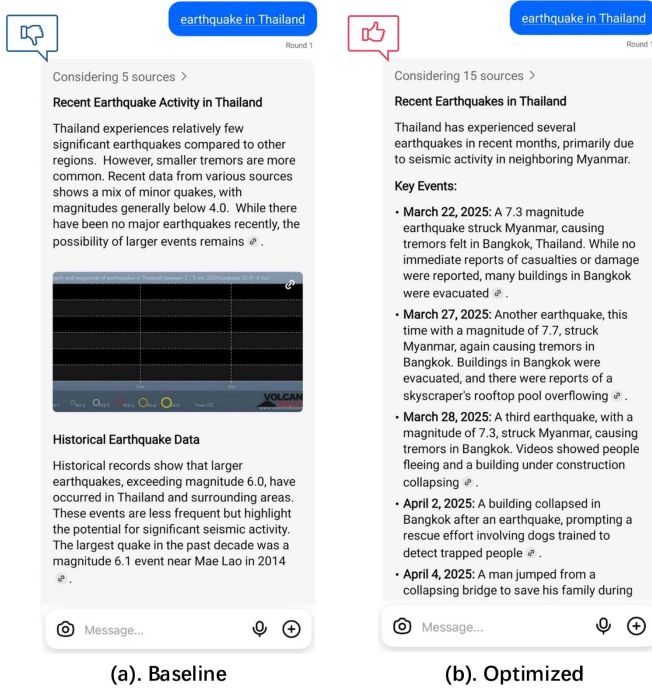 earthquake in Thailand
Round 1
Considering 5 sources >
Recent Earthquake Activity in Thailand
Thailand experiences relatively few
significant earthquakes compared to other
regions. However, smaller tremors are more
common. Recent data from various sources
shows a mix of minor quakes, with
magnitudes generally below 4.0. While there
have been no major earthquakes recently, the
possibility of larger events remains .
VOLCAN
Historical Earthquake Data
Historical records show that larger
earthquakes, exceeding magnitude 6.0, have
occurred in Thailand and surrounding areas.
These events are less frequent but highlight
the potential for significant seismic activity.
The largest quake in the past decade was a
magnitude 6.1 event near Mae Lao in 2014
.
Message...
(a). Baseline
earthquake in Thailand
Round 1
Considering 15 sources >
Recent Earthquakes in Thailand
Thailand has experienced several
earthquakes in recent months, primarily due
to seismic activity in neighboring Myanmar.
Key Events:
• March 22, 2025: A 7.3 magnitude
earthquake struck Myanmar, causing
tremors felt in Bangkok, Thailand. While no
immediate reports of casualties or damage
were reported, many buildings in Bangkok
were evacuated .
• March 27, 2025: Another earthquake, this
time with a magnitude of 7.7, struck
Myanmar, again causing tremors in
Bangkok. Buildings in Bangkok were
evacuated, and there were reports of a
skyscraper's rooftop pool overflowing .
• March 28, 2025: A third earthquake, with a
magnitude of 7.3, struck Myanmar, causing
tremors in Bangkok. Videos showed people
fleeing and a building under construction
collapsing .
• April 2, 2025: A building collapsed in
Bangkok after an earthquake, prompting a
rescue effort involving dogs trained to
detect trapped people .
• April 4, 2025: A man jumped from a
collapsing bridge to save his family during
Message...
(b). Optimized